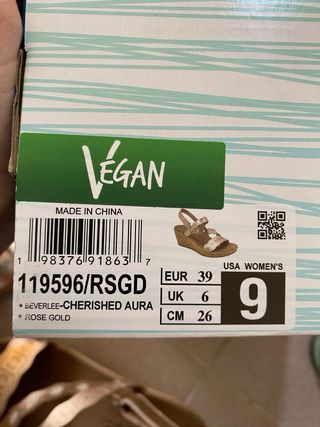 VÉGAN
MADE IN CHINA
1 98376 91863 7
119596/RSGD
* BEVERLEE-CHERISHED AURA
* ROSE GOLD
EUR 39
UK 6
CM 26
USA WOMEN'S
9